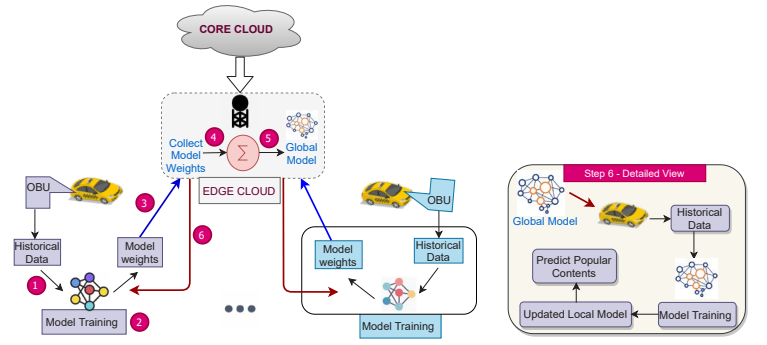 CORE CLOUD
4
5
Collect
Model
Weights
Σ
Global
Model
EDGE CLOUD
OBU
3
6
Historical
Data
Model
weights
1
Model Training
2
OBU
Model
weights
Historical
Data
Model Training
Step 6 - Detailed View
Global Model
Historical
Data
Predict Popular
Contents
Updated Local Model
Model Training